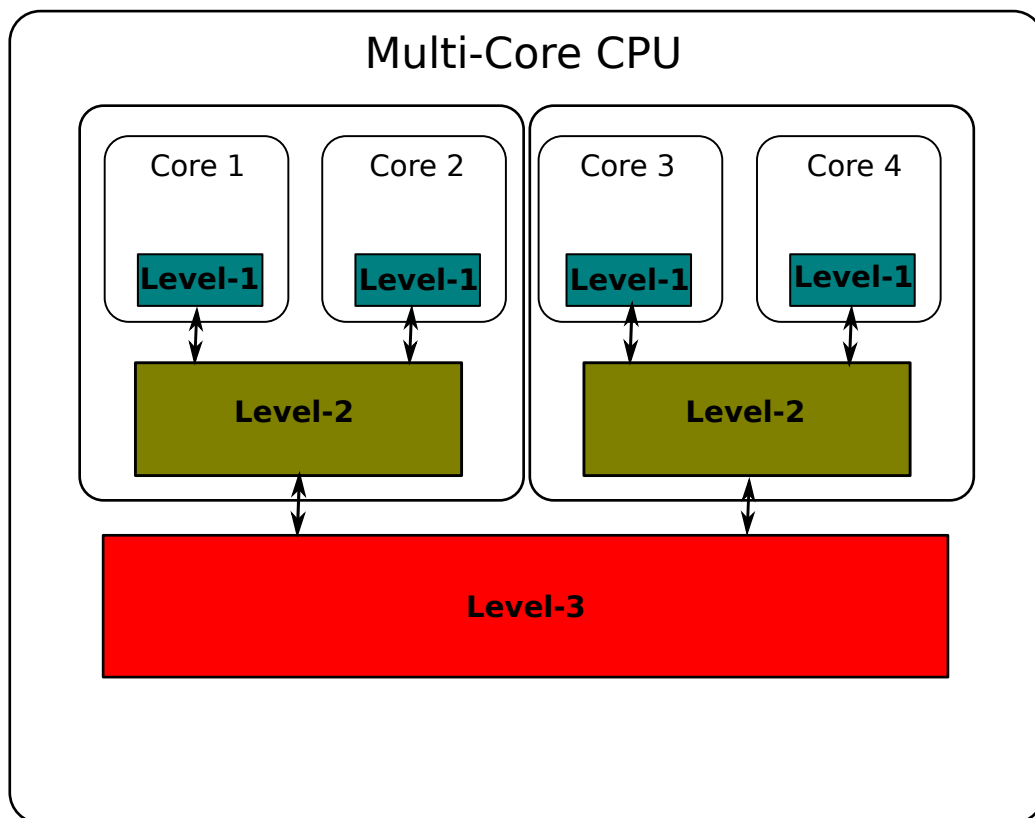 Multi-Core CPU
Core 1
Core 2
Core 3
Core 4
Level-1
Level-1
Level-1
Level-1
Level-2
Level-2
Level-3